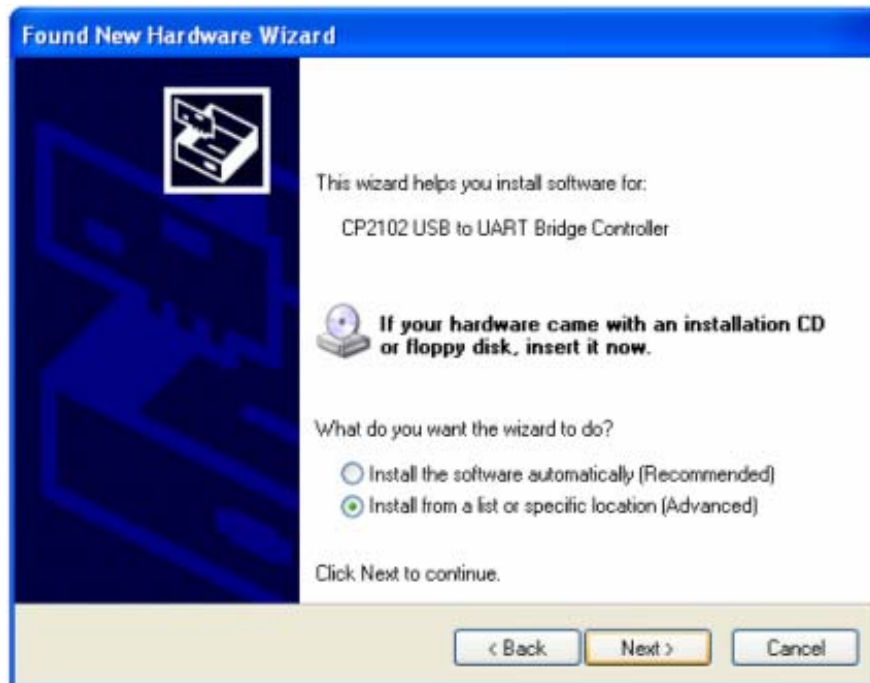 Found New Hardware Wizard
This wizard helps you install software for:
CP2102 USB to UART Bridge Controller
If your hardware came with an installation CD
or floppy disk, insert it now.
What do you want the wizard to do?
Install the software automatically (Recommended)
Install from a list or specific location (Advanced)
Click Next to continue.
< Back Next > Cancel